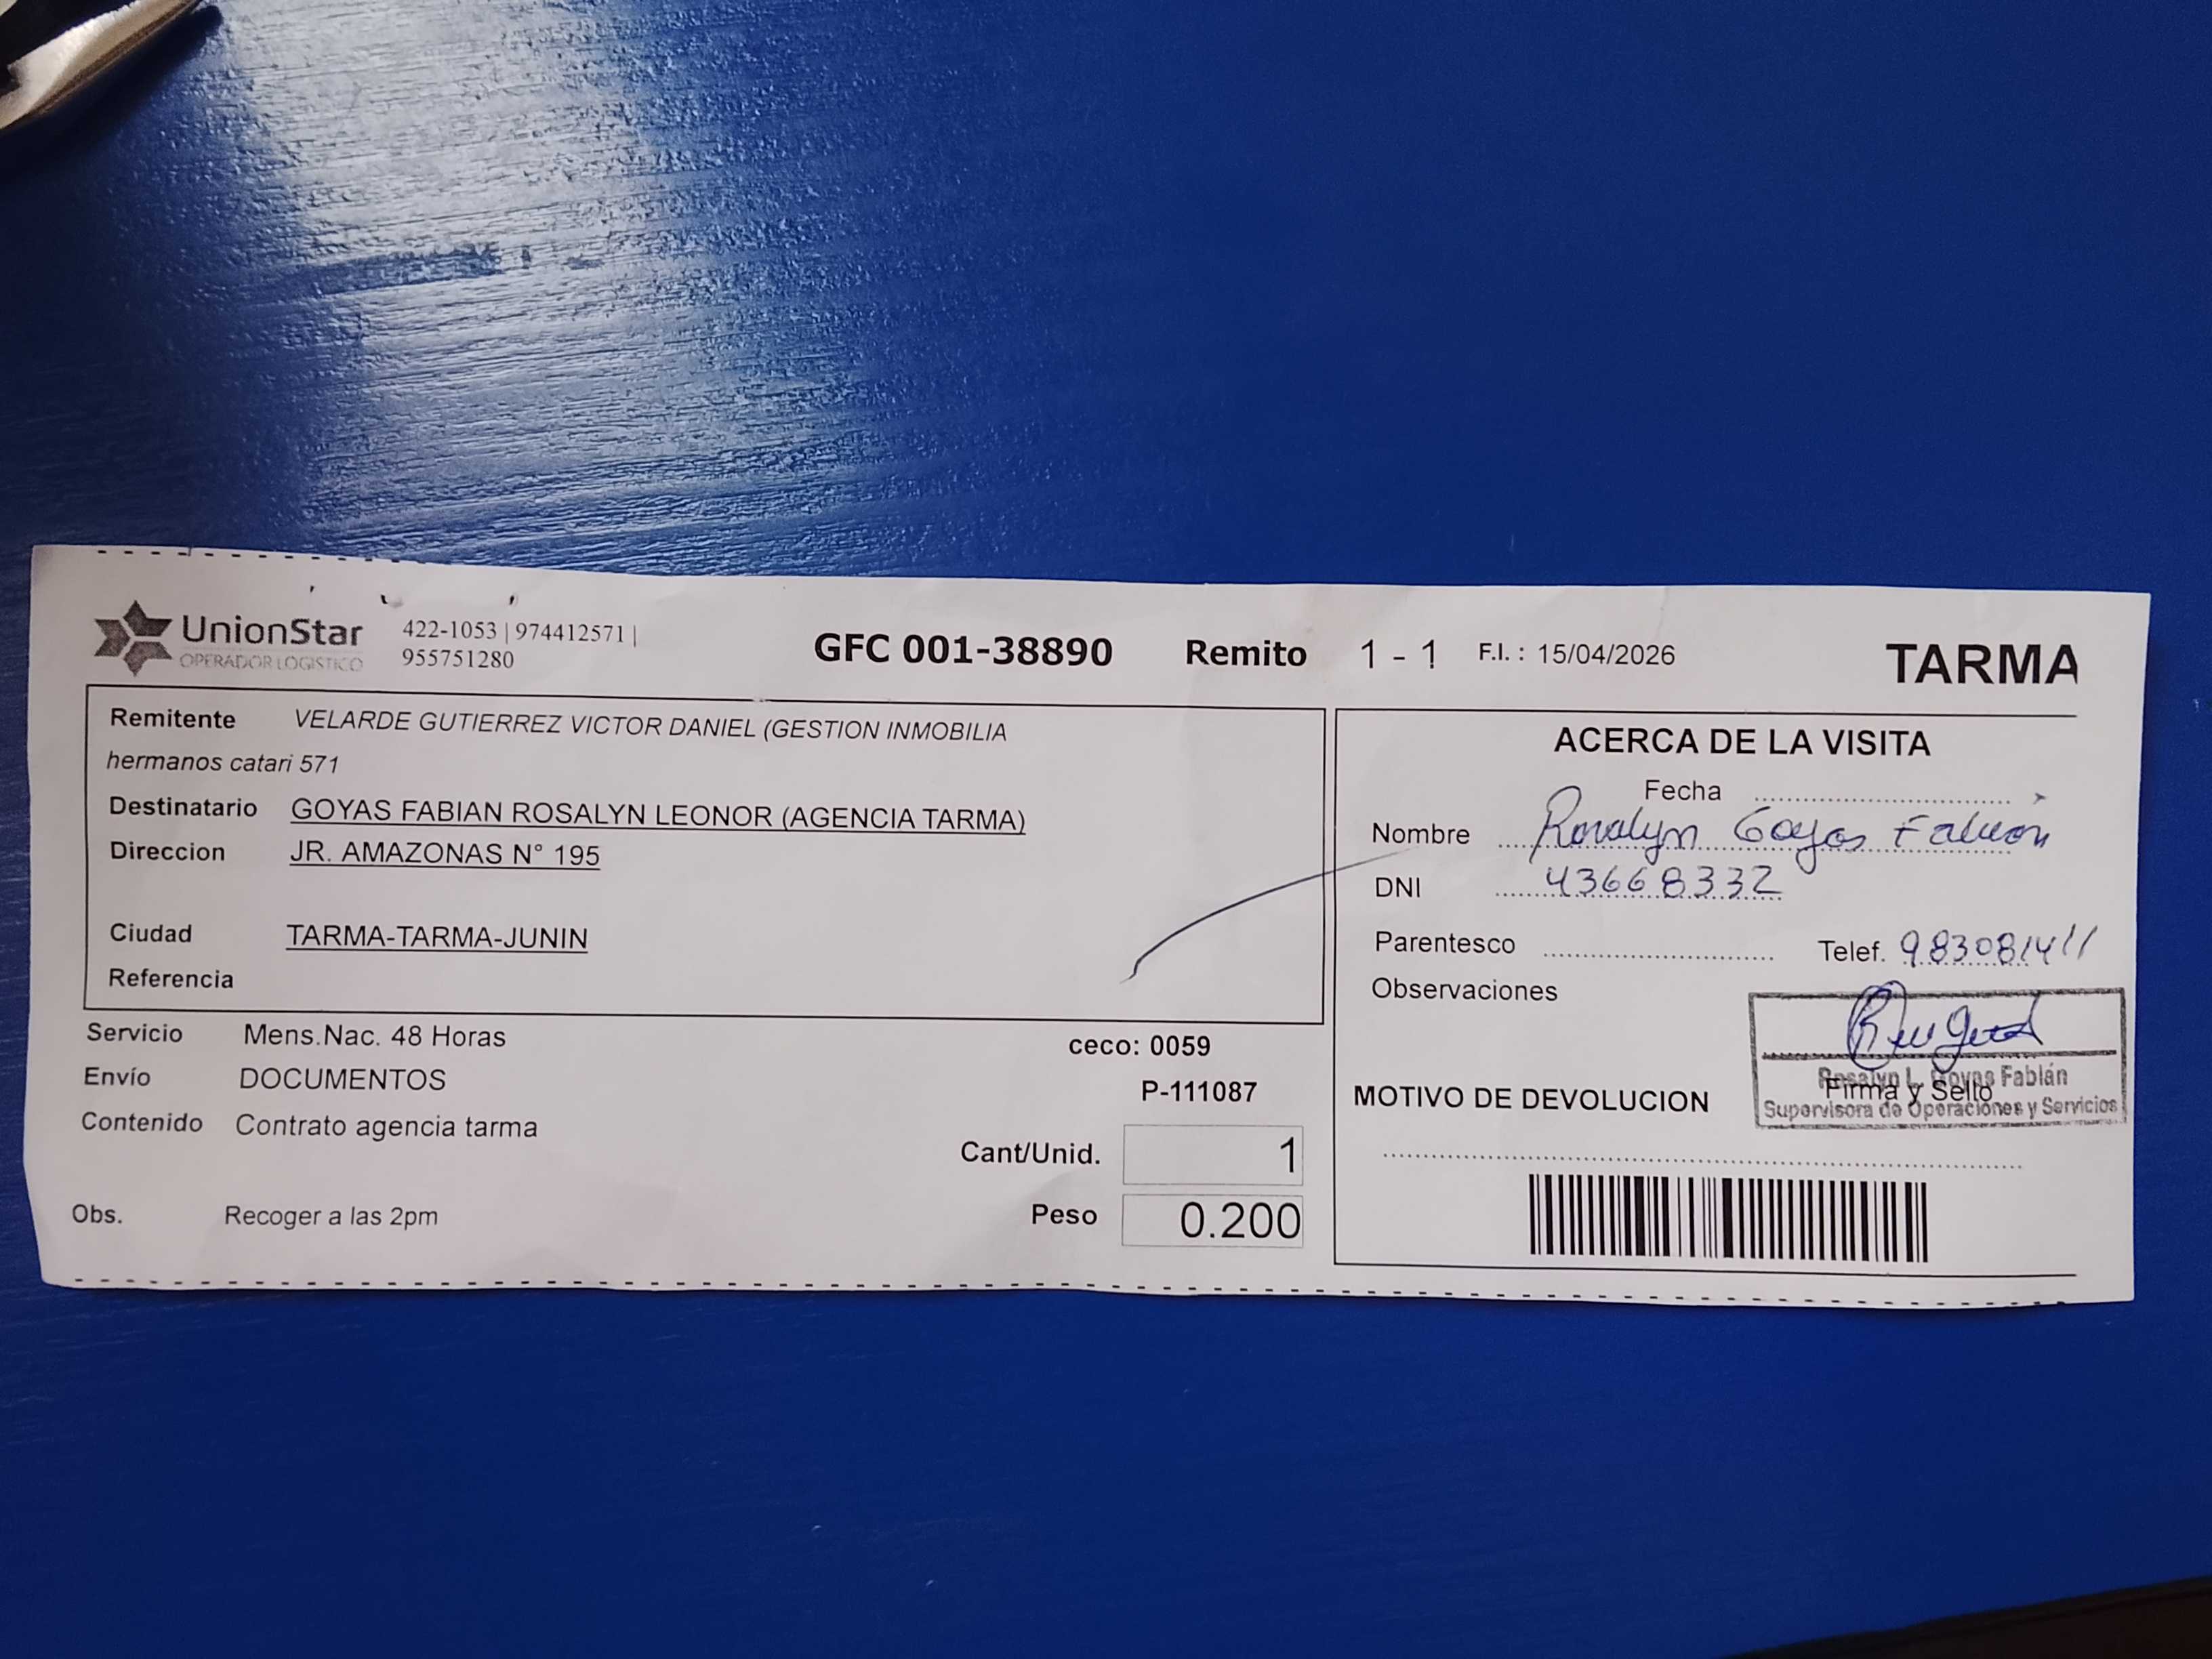 UnionStar
OPERADOR LOGISTICO
422-1053 | 974412571 |
955751280
GFC 001-38890 Remito 1 - 1 F.I. : 15/04/2026 TARMA
Remitente VELARDE GUTIERREZ VICTOR DANIEL (GESTION INMOBILIA
hermanos catari 571
Destinatario GOYAS FABIAN ROSALYN LEONOR (AGENCIA TARMA)
Direccion JR. AMAZONAS N° 195
Ciudad TARMA-TARMA-JUNIN
Referencia
Servicio Mens.Nac. 48 Horas
ceco: 0059
Envío DOCUMENTOS
P-111087
Contenido Contrato agencia tarma
Cant/Unid. 1
Obs. Recoger a las 2pm
Peso 0.200
ACERCA DE LA VISITA
Fecha
Nombre Rosalyn Goyas Fabian
DNI 43668332
Parentesco Telef. 983081411
Observaciones
Rosalyn L. Goyas Fabián
Firma y Sello
Supervisora de Operaciones y Servicios
MOTIVO DE DEVOLUCION